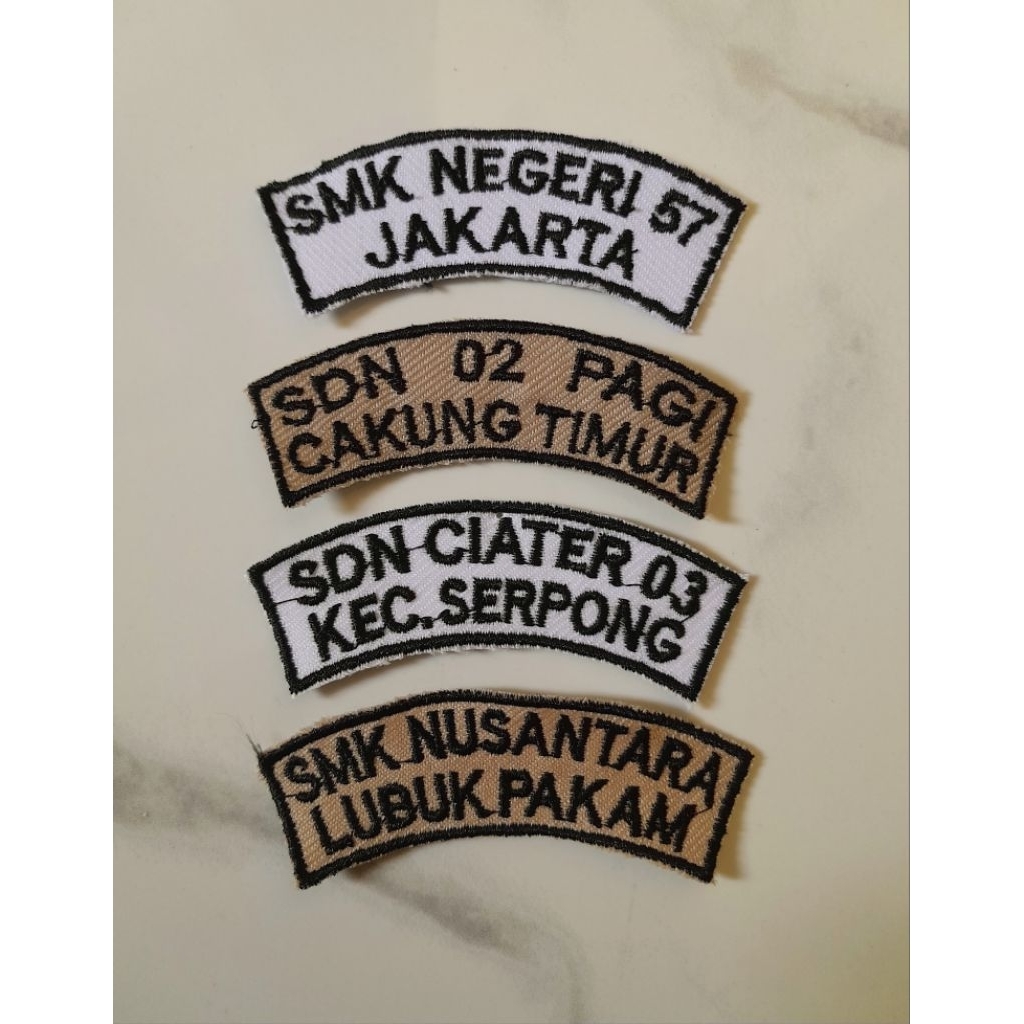 SMK NEGERI 57
JAKARTA
SDN 02 PAGI
CAKUNG TIMUR
SDN CIATER 03
KEC. SERPONG
SMK NUSANTARA
LUBUK PAKAM